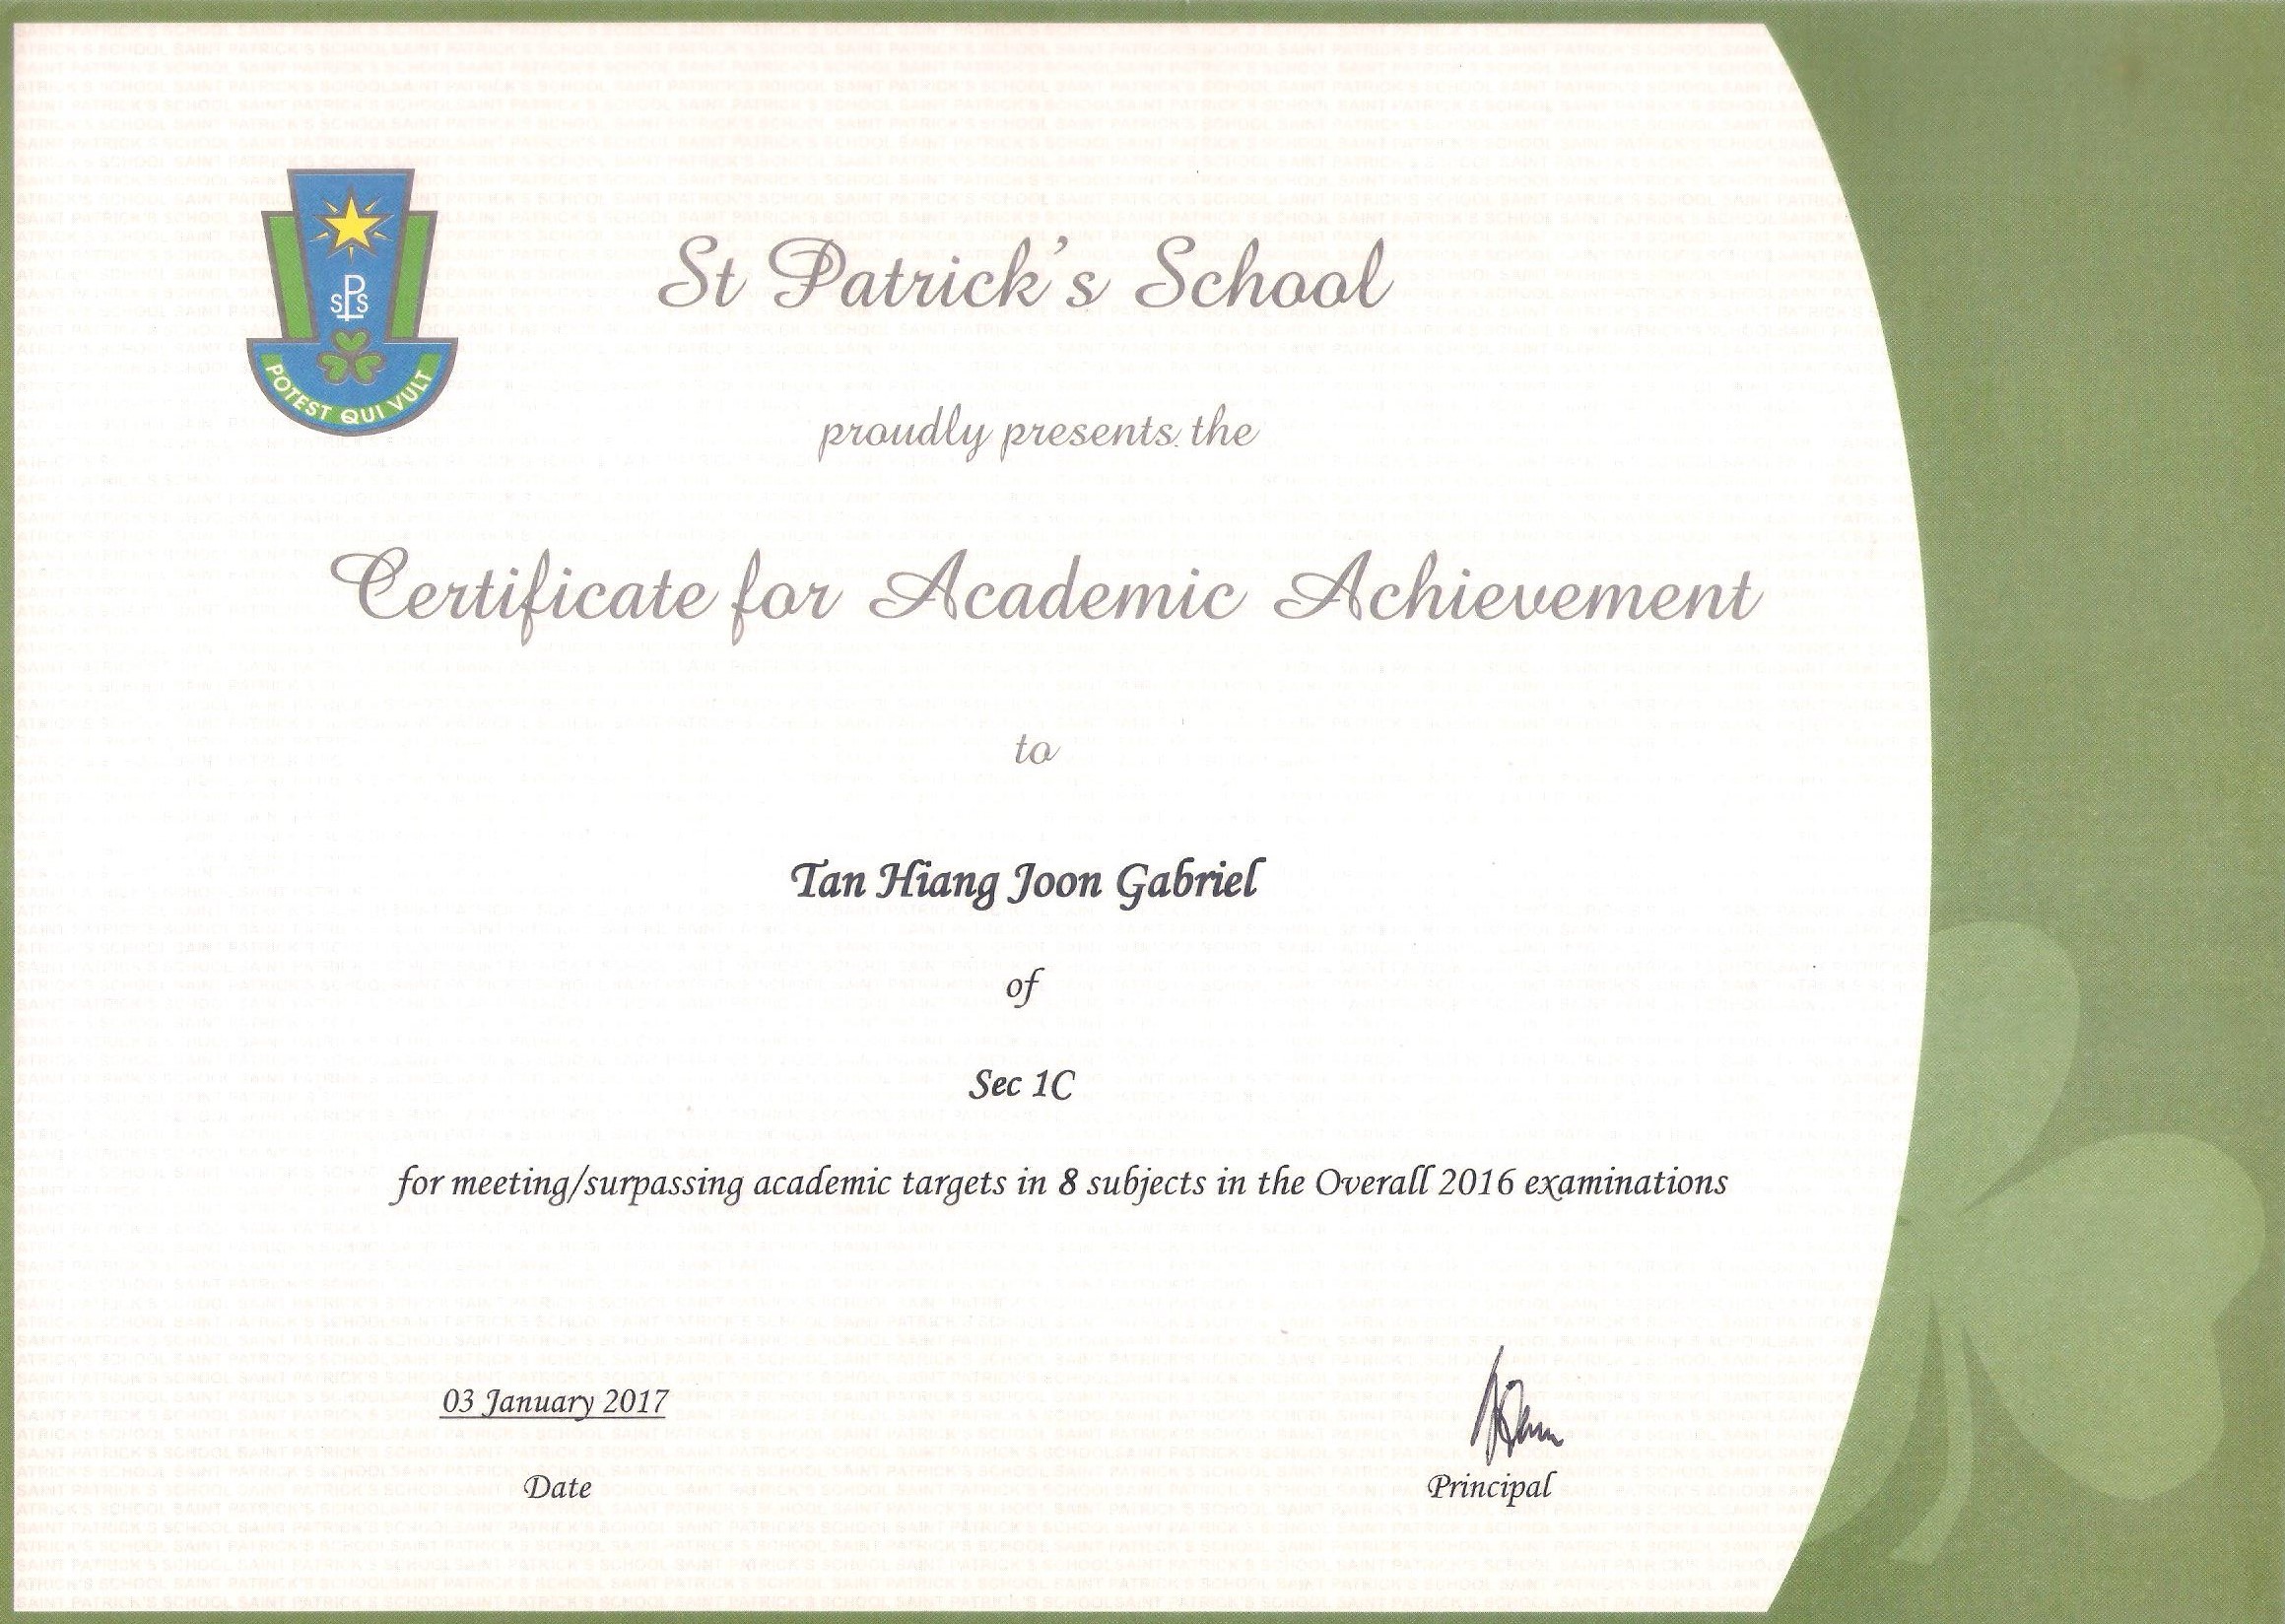 SPS
POTEST QUI VULT
St Patrick's School
proudly presents the
Certificate for Academic Achievement
to
Tan Hiang Joon Gabriel
of
Sec 1C
for meeting/surpassing academic targets in 8 subjects in the Overall 2016 examinations
03 January 2017
Date
Principal